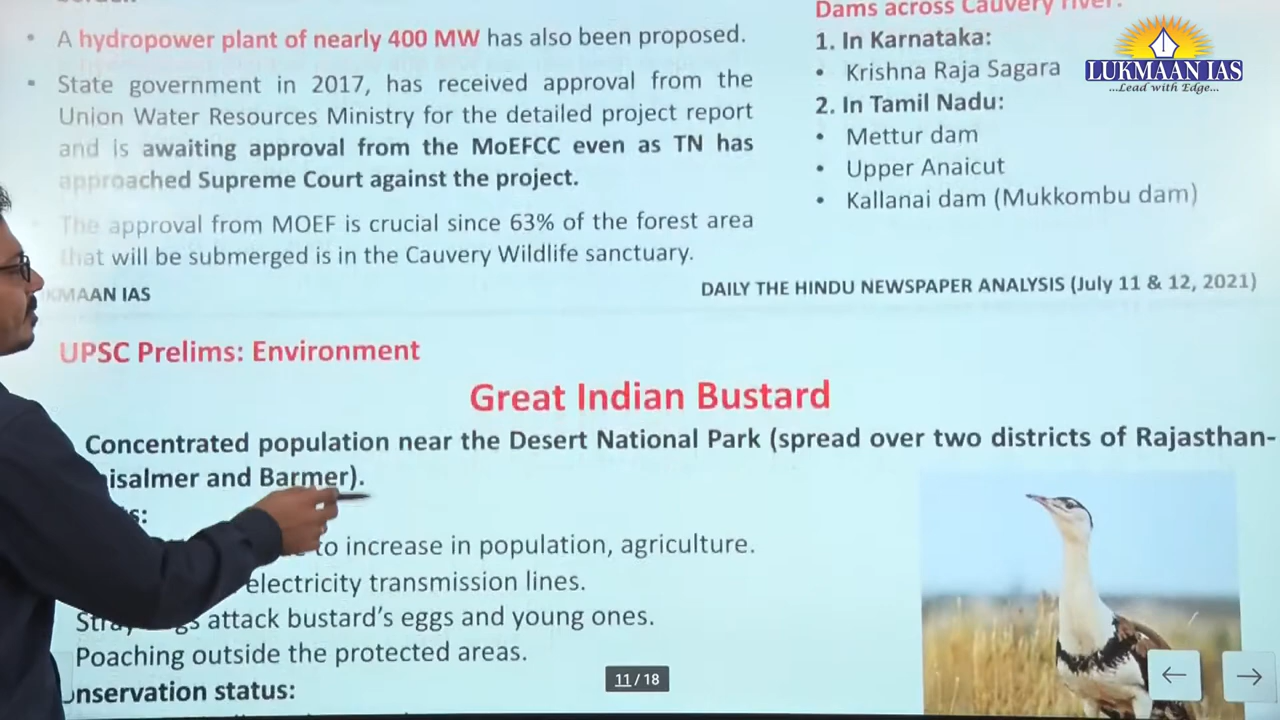 • A hydropower plant of nearly 400 MW has also been proposed.
• State government in 2017, has received approval from the
Union Water Resources Ministry for the detailed project report
and is awaiting approval from the MoEFCC even as TN has
approached Supreme Court against the project.
The approval from MOEF is crucial since 63% of the forest area
that will be submerged is in the Cauvery Wildlife sanctuary.
Dams across Cauvery river:
1. In Karnataka:
• Krishna Raja Sagara
2. In Tamil Nadu:
• Mettur dam
• Upper Anaicut
• Kallanai dam (Mukkombu dam)
LUKMAAN IAS
...Lead with Edge...
KMAAN IAS
DAILY THE HINDU NEWSPAPER ANALYSIS (July 11 & 12, 2021)
UPSC Prelims: Environment
Great Indian Bustard
Concentrated population near the Desert National Park (spread over two districts of Rajasthan-
isalmer and Barmer).
s:
to increase in population, agriculture.
electricity transmission lines.
attack bustard's eggs and young ones.
Poaching outside the protected areas.
nservation status:
11 / 18